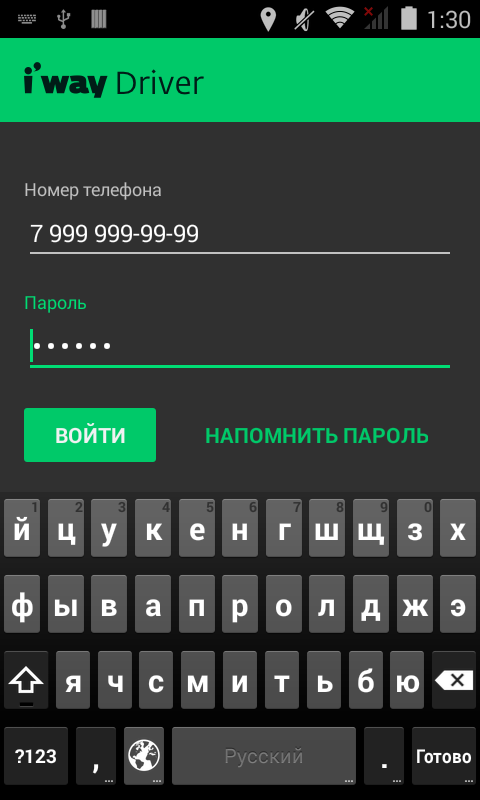 1:30
i'way Driver
Номер телефона
7 999 999-99-99
Пароль
••••••
ВОЙТИ НАПОМНИТЬ ПАРОЛЬ
1 2 3 4 5 6 7 8 9 0
й ц у к е н г ш щ з х
ф ы в а п р о л д ж э
я ч с м и т ь б ю
?123 , Русский . Готово